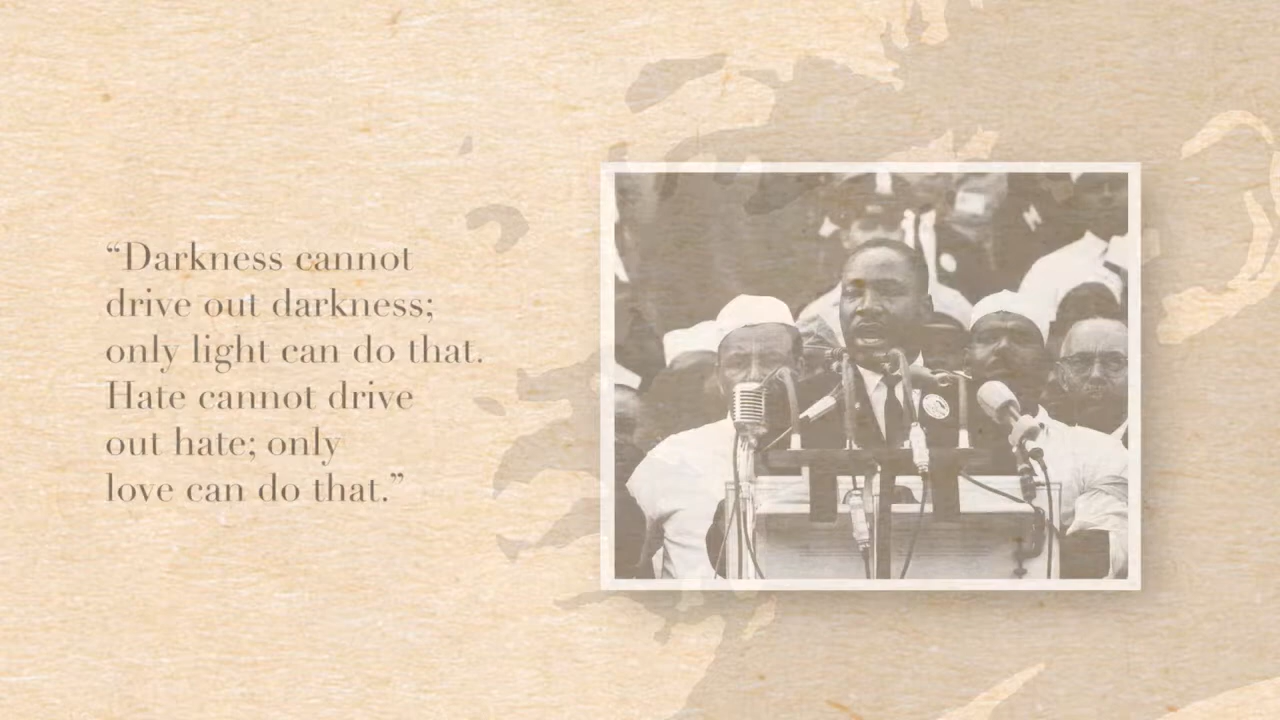 “Darkness cannot
drive out darkness;
only light can do that.
Hate cannot drive
out hate; only
love can do that.”